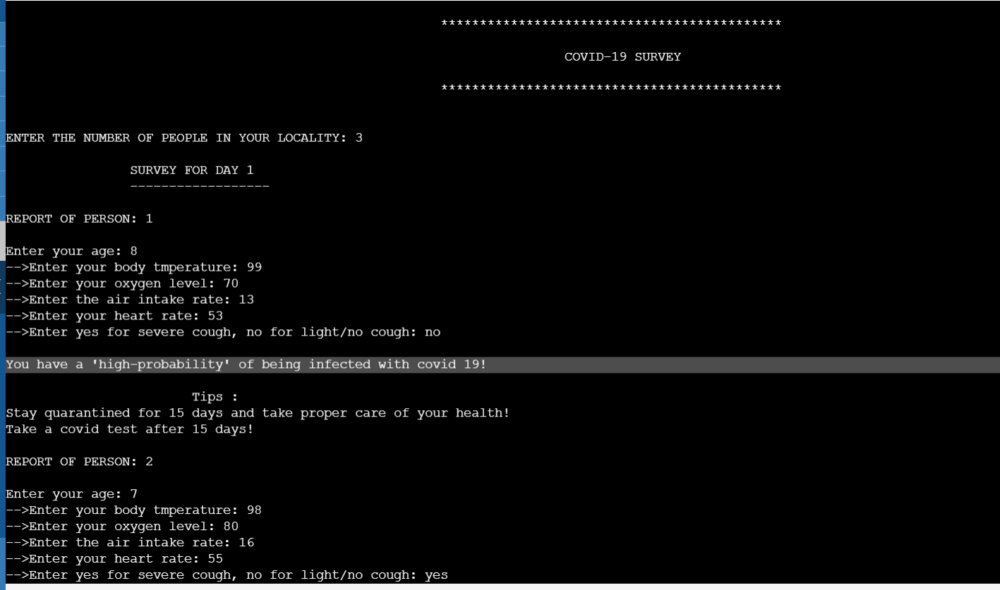 ********************************************
COVID-19 SURVEY
********************************************
ENTER THE NUMBER OF PEOPLE IN YOUR LOCALITY: 3
SURVEY FOR DAY 1
------------------
REPORT OF PERSON: 1
Enter your age: 8
-->Enter your body tmperature: 99
-->Enter your oxygen level: 70
-->Enter the air intake rate: 13
-->Enter your heart rate: 53
-->Enter yes for severe cough, no for light/no cough: no
You have a 'high-probability' of being infected with covid 19!
Tips :
Stay quarantined for 15 days and take proper care of your health!
Take a covid test after 15 days!
REPORT OF PERSON: 2
Enter your age: 7
-->Enter your body tmperature: 98
-->Enter your oxygen level: 80
-->Enter the air intake rate: 16
-->Enter your heart rate: 55
-->Enter yes for severe cough, no for light/no cough: yes